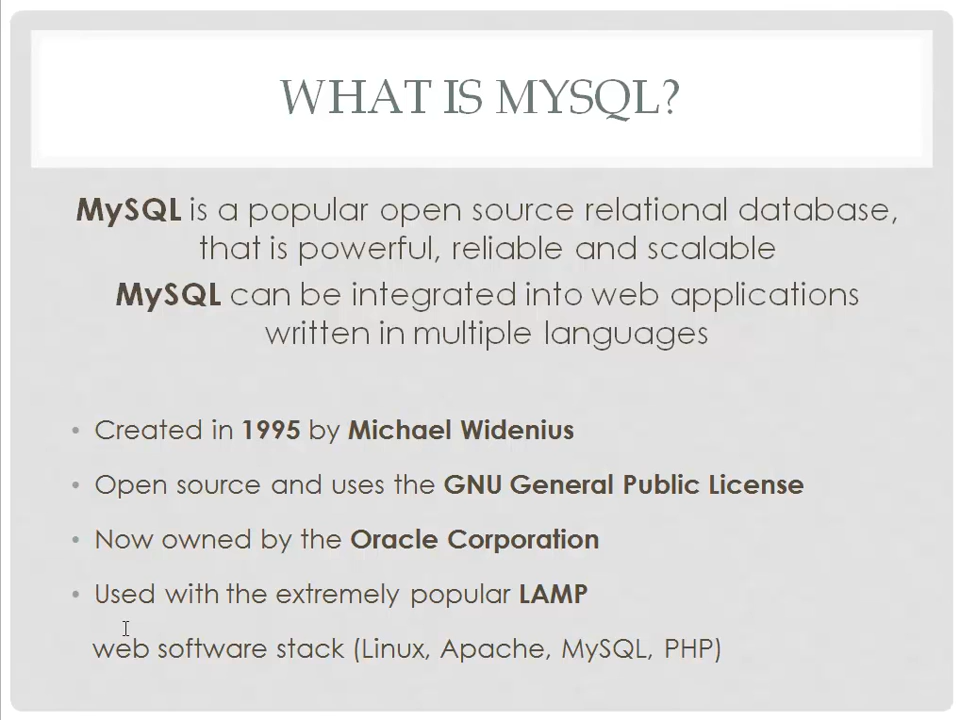 WHAT IS MYSQL?
MySQL is a popular open source relational database,
that is powerful, reliable and scalable
MySQL can be integrated into web applications
written in multiple languages
• Created in 1995 by Michael Widenius
• Open source and uses the GNU General Public License
• Now owned by the Oracle Corporation
• Used with the extremely popular LAMP
web software stack (Linux, Apache, MySQL, PHP)